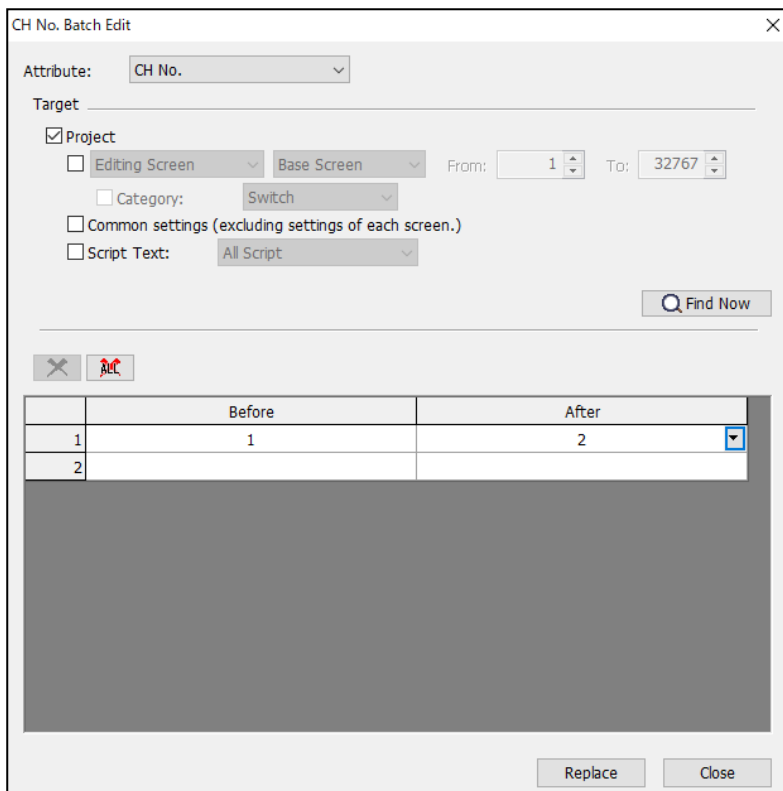 CH No. Batch Edit
Attribute: CH No.
Target
Project
Editing Screen Base Screen From: 1 To: 32767
Category: Switch
Common settings (excluding settings of each screen.)
Script Text: All Script
Find Now
ALL
Before After
1 1 2
2
Replace Close